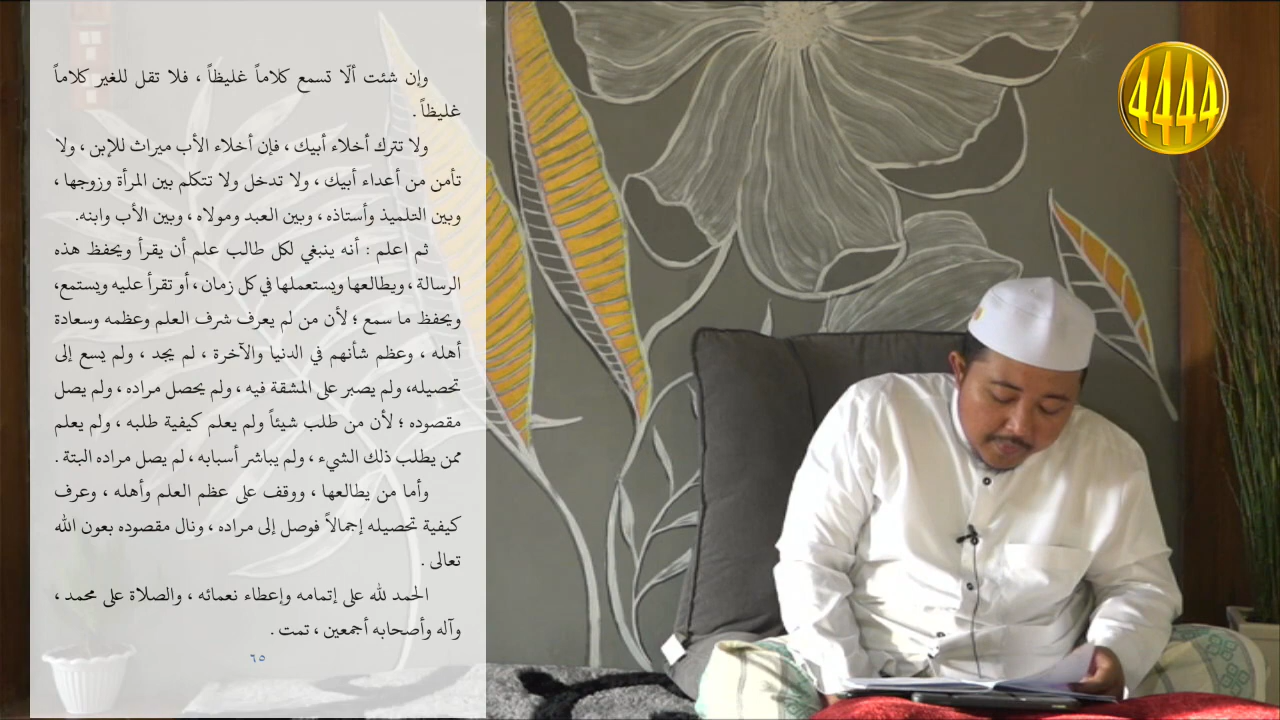 وإن شئت ألّا تسمع كلاماً غليظاً ، فلا تقل للغير كلاماً
غليظاً .
ولا تترك أخلاء أبيك ، فإن أخلاء الأب ميراث للإبن ، ولا
تأمن من أعداء أبيك ، ولا تدخل ولا تتكلم بين المرأة وزوجها ،
وبين التلميذ وأستاذه ، وبين العبد ومولاه ، وبين الأب وابنه.
ثم اعلم : أنه ينبغي لكل طالب علم أن يقرأ ويحفظ هذه
الرسالة ، ويطالعها ويستعملها في كل زمان ، أو تقرأ عليه ويستمع،
ويحفظ ما سمع ؛ لأن من لم يعرف شرف العلم وعظمه وسعادة
أهله ، وعظم شأنهم في الدنيا والآخرة ، لم يجد ، ولم يسع إلى
تحصيله، ولم يصبر على المشقة فيه ، ولم يحصل مراده ، ولم يصل
مقصوده ؛ لأن من طلب شيئاً ولم يعلم كيفية طلبه ، ولم يعلم
ممن يطلب ذلك الشيء ، ولم يباشر أسبابه ، لم يصل مراده البتة .
وأما من يطالعها ، ووقف على عظم العلم وأهله ، وعرف
كيفية تحصيله إجمالاً فوصل إلى مراده ، ونال مقصوده بعون الله
تعالى .
الحمد لله على إتمامه وإعطاء نعمائه ، والصلاة على محمد ،
وآله وأصحابه أجمعين ، تمت .
٦٥
4444